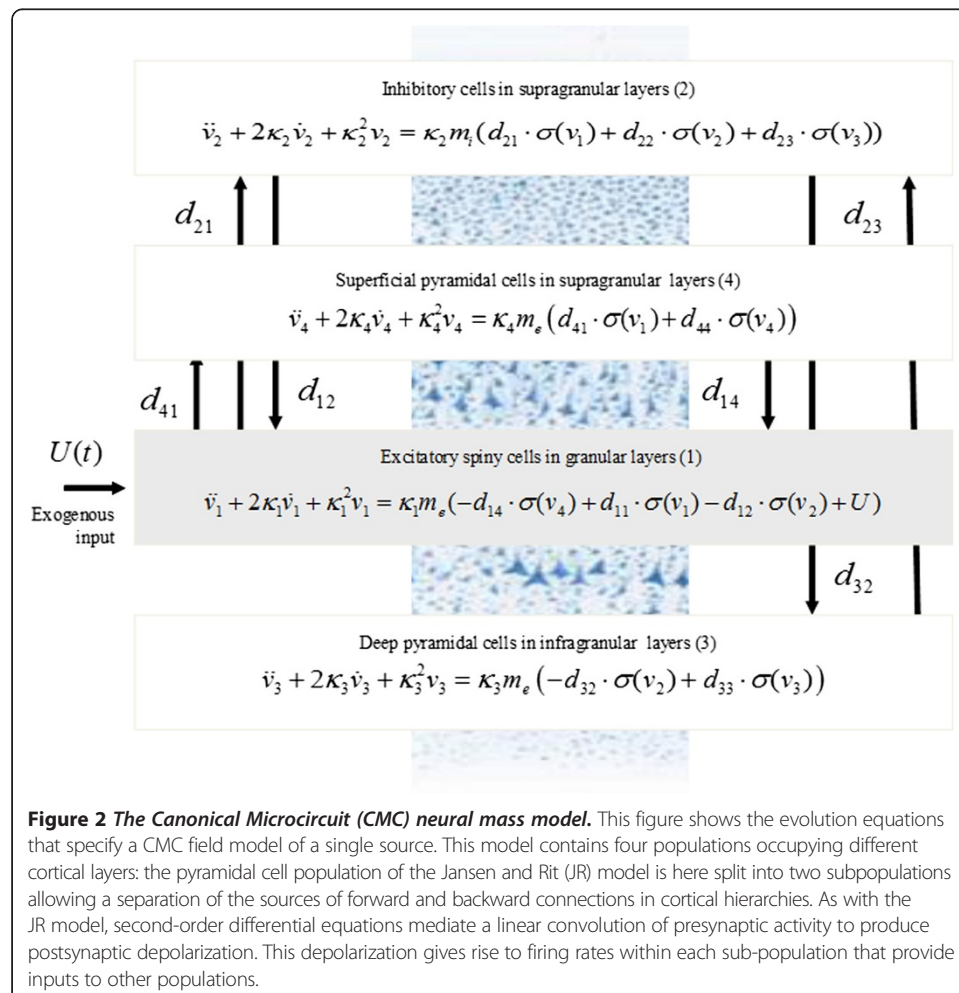 Inhibitory cells in supragranular layers (2)
v̈₂ + 2κ₂v̇₂ + κ₂²v₂ = κ₂mᵢ(d₂₁ · σ(v₁) + d₂₂ · σ(v₂) + d₂₃ · σ(v₃))
d₂₁
d₂₃
Superficial pyramidal cells in supragranular layers (4)
v̈₄ + 2κ₄v̇₄ + κ₄²v₄ = κ₄mₑ(d₄₁ · σ(v₁) + d₄₄ · σ(v₄))
d₄₁
d₁₂
d₁₄
U(t)
Exogenous
input
Excitatory spiny cells in granular layers (1)
v̈₁ + 2κ₁v̇₁ + κ₁²v₁ = κ₁mₑ(−d₁₄ · σ(v₄) + d₁₁ · σ(v₁) − d₁₂ · σ(v₂) + U)
d₃₂
Deep pyramidal cells in infragranular layers (3)
v̈₃ + 2κ₃v̇₃ + κ₃²v₃ = κ₃mₑ(−d₃₂ · σ(v₂) + d₃₃ · σ(v₃))
Figure 2 The Canonical Microcircuit (CMC) neural mass model. This figure shows the evolution equations
that specify a CMC field model of a single source. This model contains four populations occupying different
cortical layers: the pyramidal cell population of the Jansen and Rit (JR) model is here split into two subpopulations
allowing a separation of the sources of forward and backward connections in cortical hierarchies. As with the
JR model, second-order differential equations mediate a linear convolution of presynaptic activity to produce
postsynaptic depolarization. This depolarization gives rise to firing rates within each sub-population that provide
inputs to other populations.